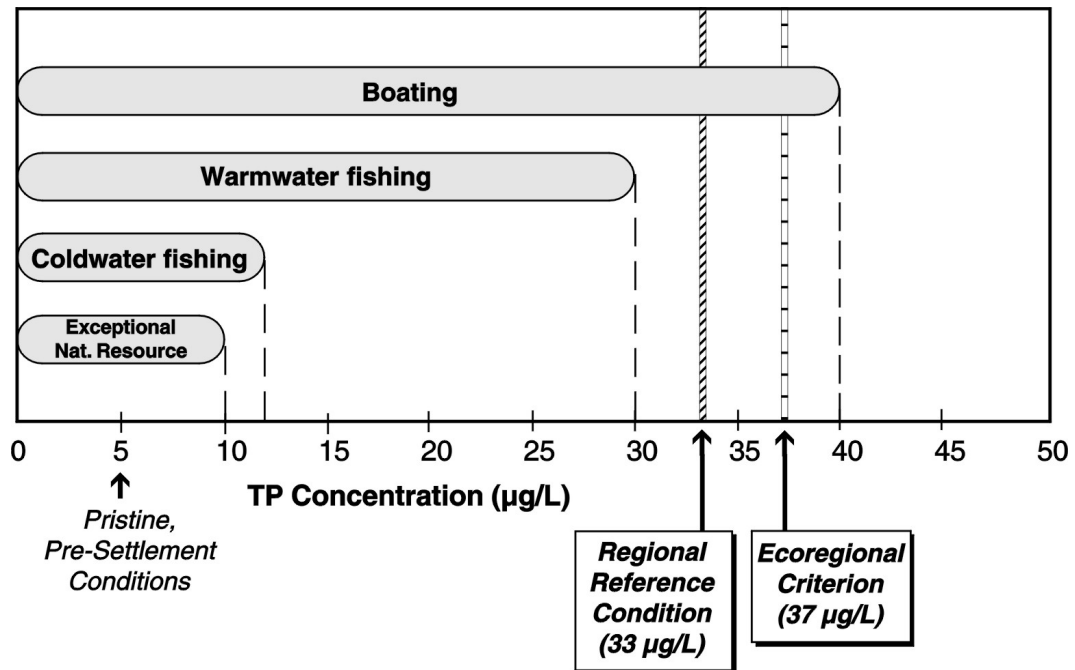 Boating
Warmwater fishing
Coldwater fishing
Exceptional
Nat. Resource
0 5 10 15 20 25 30 35 40 45 50
TP Concentration (µg/L)
Pristine,
Pre-Settlement
Conditions
Regional
Reference
Condition
(33 µg/L)
Ecoregional
Criterion
(37 µg/L)